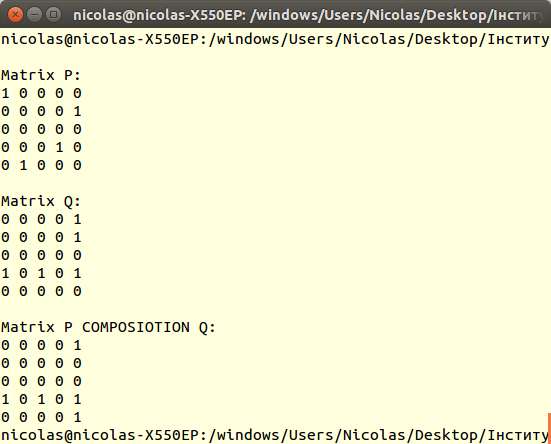 nicolas@nicolas-X550EP: /windows/Users/Nicolas/Desktop/Інститу
nicolas@nicolas-X550EP:/windows/Users/Nicolas/Desktop/Інститу
Matrix P:
1 0 0 0 0
0 0 0 0 1
0 0 0 0 0
0 0 0 1 0
0 1 0 0 0
Matrix Q:
0 0 0 0 1
0 0 0 0 1
0 0 0 0 0
1 0 1 0 1
0 0 0 0 0
Matrix P COMPOSIOTION Q:
0 0 0 0 1
0 0 0 0 0
0 0 0 0 0
1 0 1 0 1
0 0 0 0 1
nicolas@nicolas-X550EP:/windows/Users/Nicolas/Desktop/Інститу